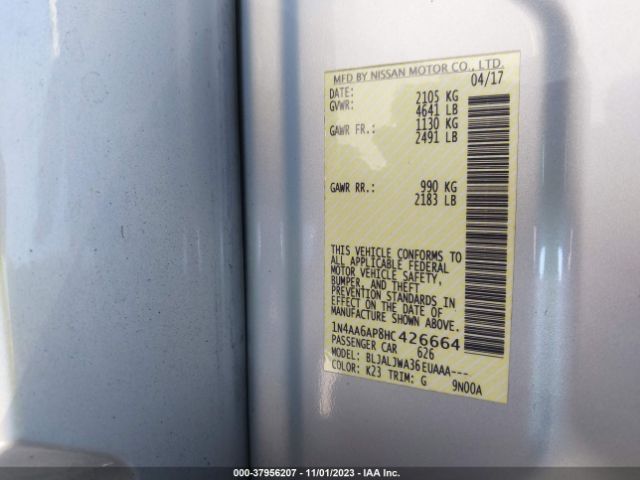 MFD BY NISSAN MOTOR CO., LTD.
DATE: 04/17
GVWR: 2105 KG
4641 LB
GAWR FR.: 1130 KG
2491 LB
GAWR RR.: 990 KG
2183 LB
THIS VEHICLE CONFORMS TO
ALL APPLICABLE FEDERAL
MOTOR VEHICLE SAFETY,
BUMPER, AND THEFT
PREVENTION STANDARDS IN
EFFECT ON THE DATE OF
MANUFACTURE SHOWN ABOVE.
1N4AA6AP8HC426664
PASSENGER CAR 626
MODEL: BLJALJWA36EUAAA---
COLOR: K23 TRIM: G 9N00A
000-37956207 - 11/01/2023 - IAA Inc.